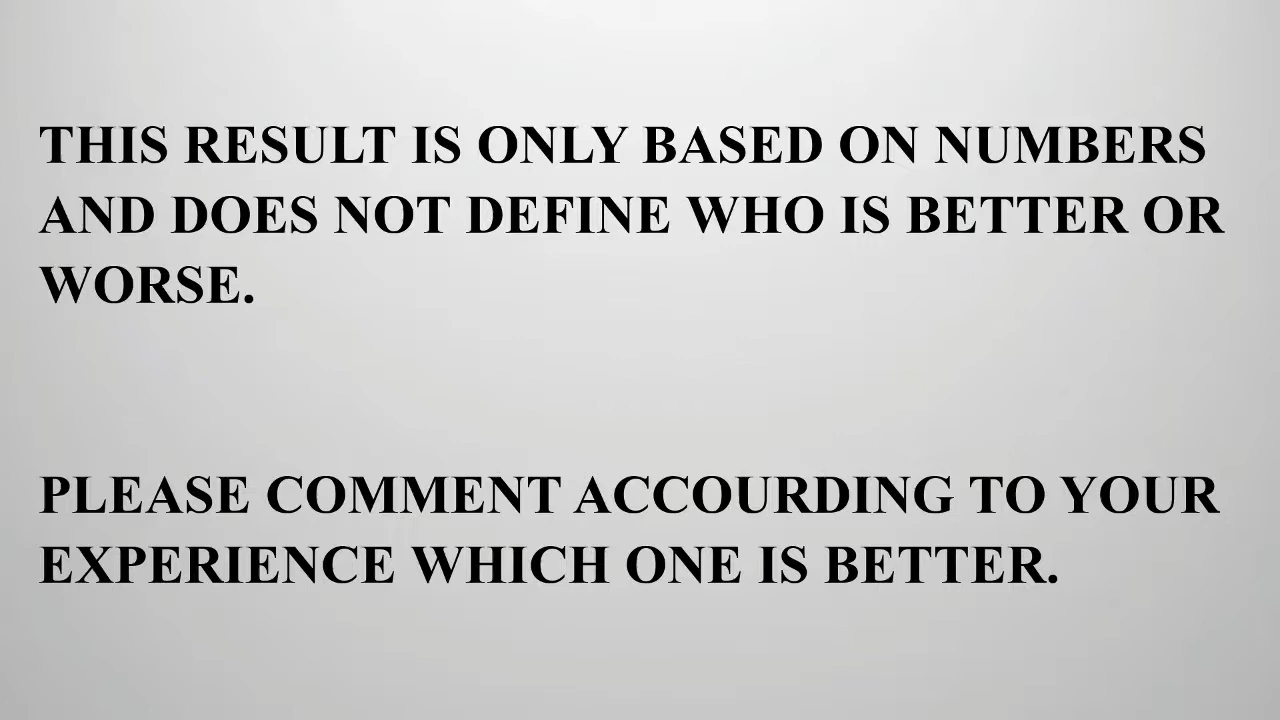 THIS RESULT IS ONLY BASED ON NUMBERS
AND DOES NOT DEFINE WHO IS BETTER OR
WORSE.
PLEASE COMMENT ACCOURDING TO YOUR
EXPERIENCE WHICH ONE IS BETTER.